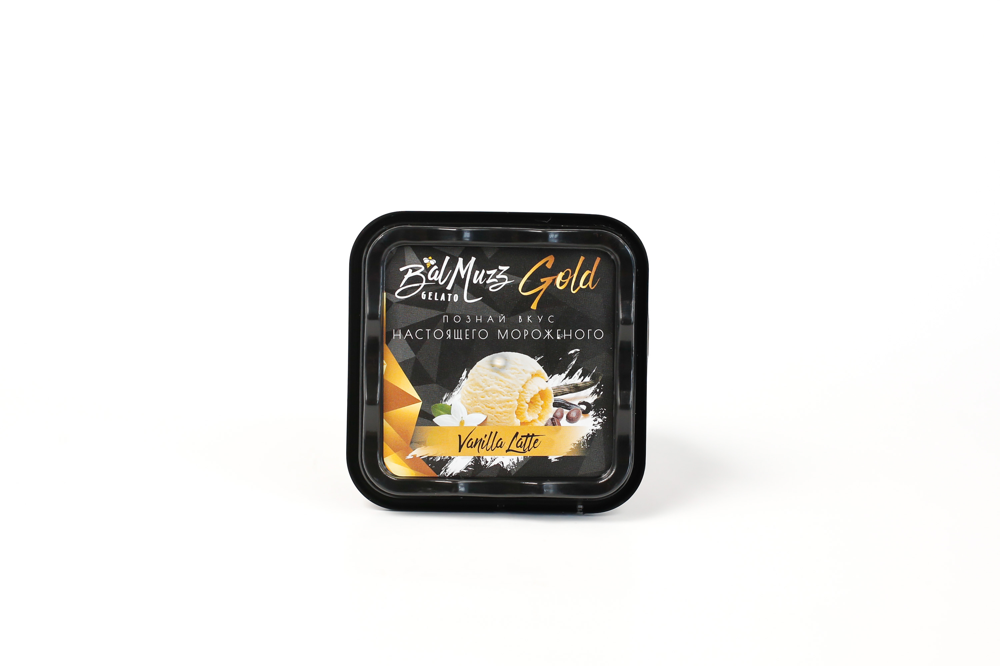 BalMuzz Gold
GELATO
ПОЗНАЙ ВКУС
НАСТОЯЩЕГО МОРОЖЕНОГО
Vanilla Latte